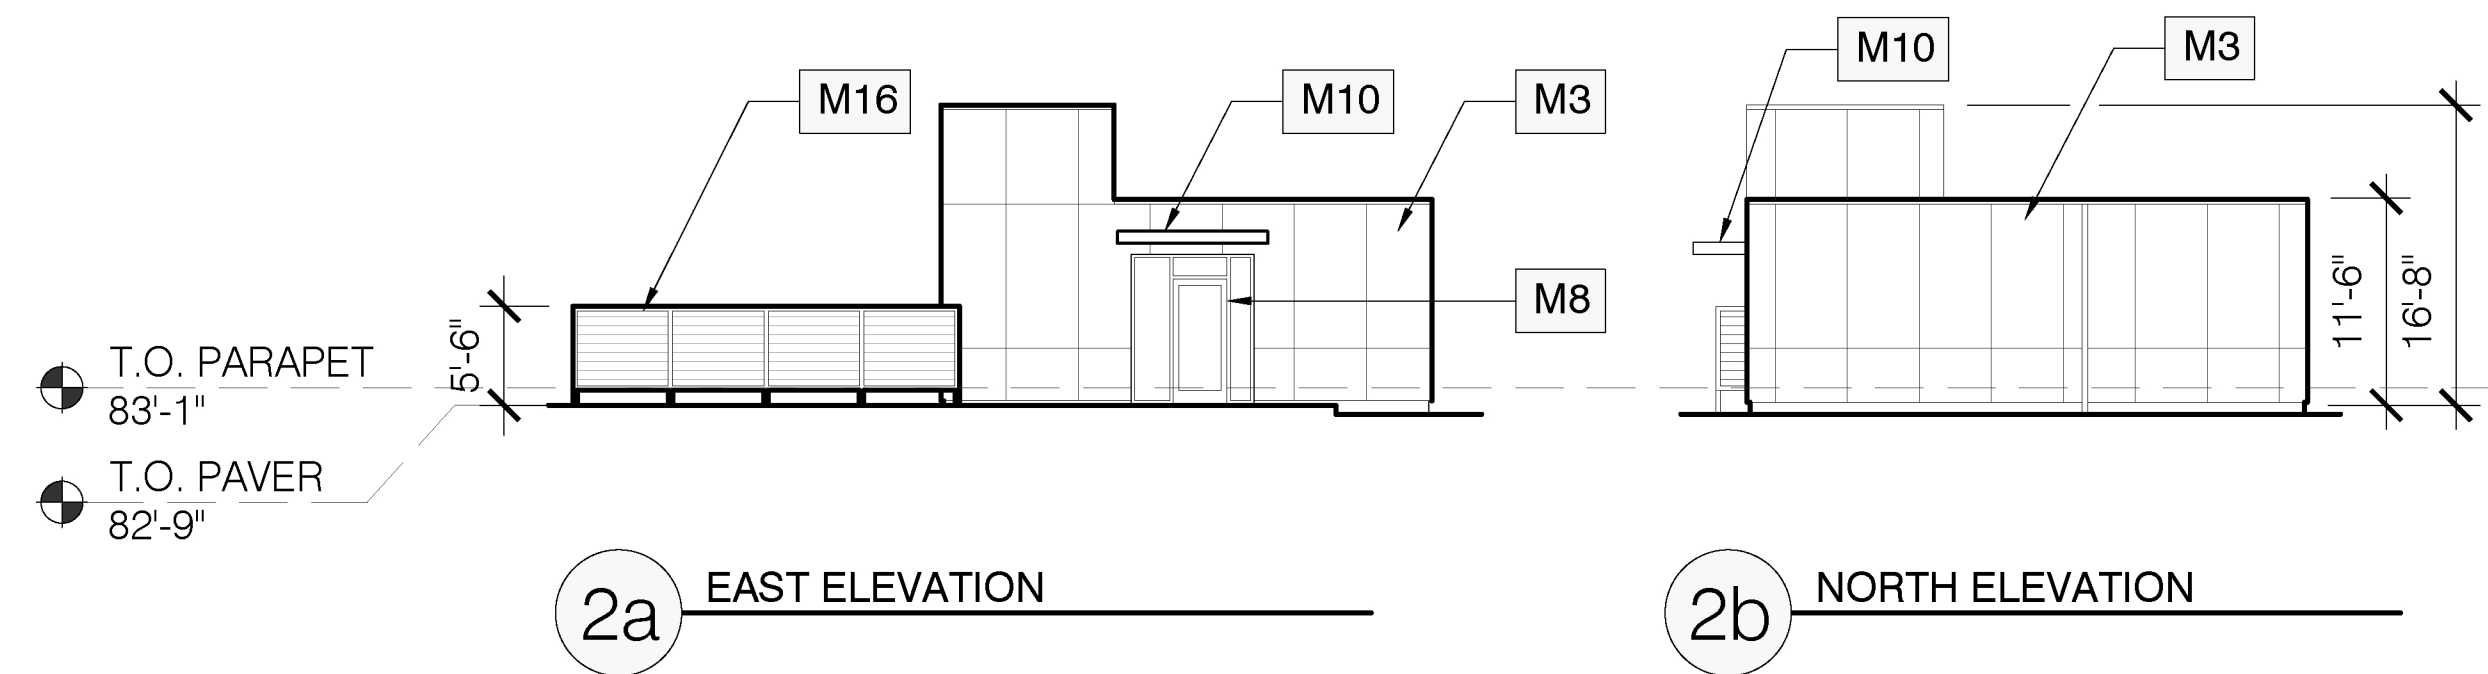 M16
M10
M3
M10
M3
M8
5'-6"
11'-6"
16'-8"
T.O. PARAPET
83'-1"
T.O. PAVER
82'-9"
2a
EAST ELEVATION
2b
NORTH ELEVATION